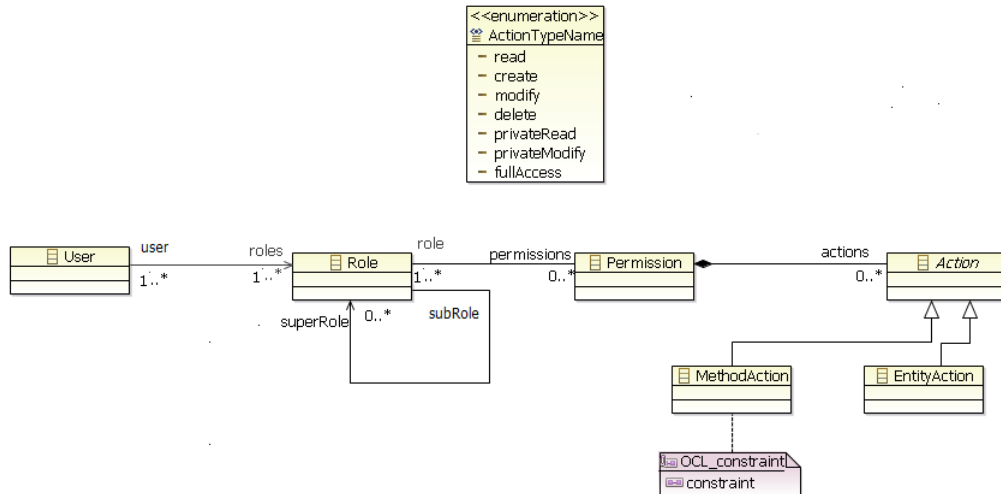 <<enumeration>>
ActionTypeName
read
create
modify
delete
privateRead
privateModify
fullAccess
User
user
1..*
roles
1..*
Role
role
1..*
permissions
0..*
Permission
actions
0..*
Action
superRole
0..*
subRole
MethodAction
EntityAction
OCL_constraint
constraint